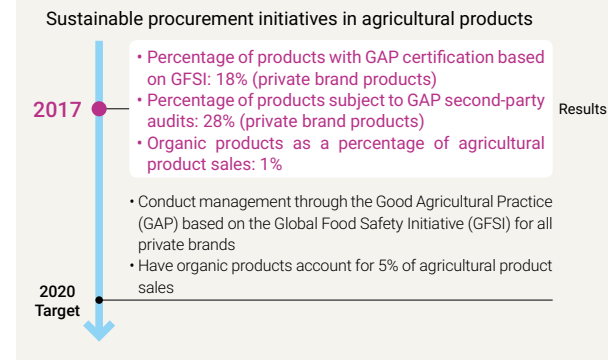 Sustainable procurement initiatives in agricultural products
• Percentage of products with GAP certification based
on GFSI: 18% (private brand products)
2017
• Percentage of products subject to GAP second-party
audits: 28% (private brand products)
Results
• Organic products as a percentage of agricultural
product sales: 1%
• Conduct management through the Good Agricultural Practice
(GAP) based on the Global Food Safety Initiative (GFSI) for all
private brands
• Have organic products account for 5% of agricultural product
sales
2020
Target